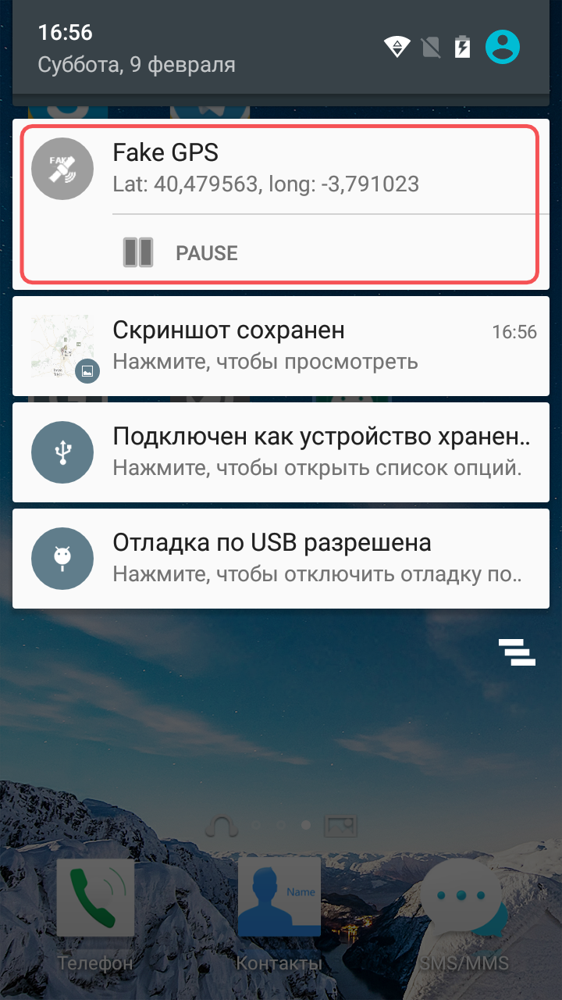 16:56
Суббота, 9 февраля
FAKE
Fake GPS
Lat: 40,479563, long: -3,791023
PAUSE
Скриншот сохранен
16:56
Нажмите, чтобы просмотреть
Подключен как устройство хранен..
Нажмите, чтобы открыть список опций.
Отладка по USB разрешена
Нажмите, чтобы отключить отладку по..
Name
Телефон
Контакты
SMS/MMS